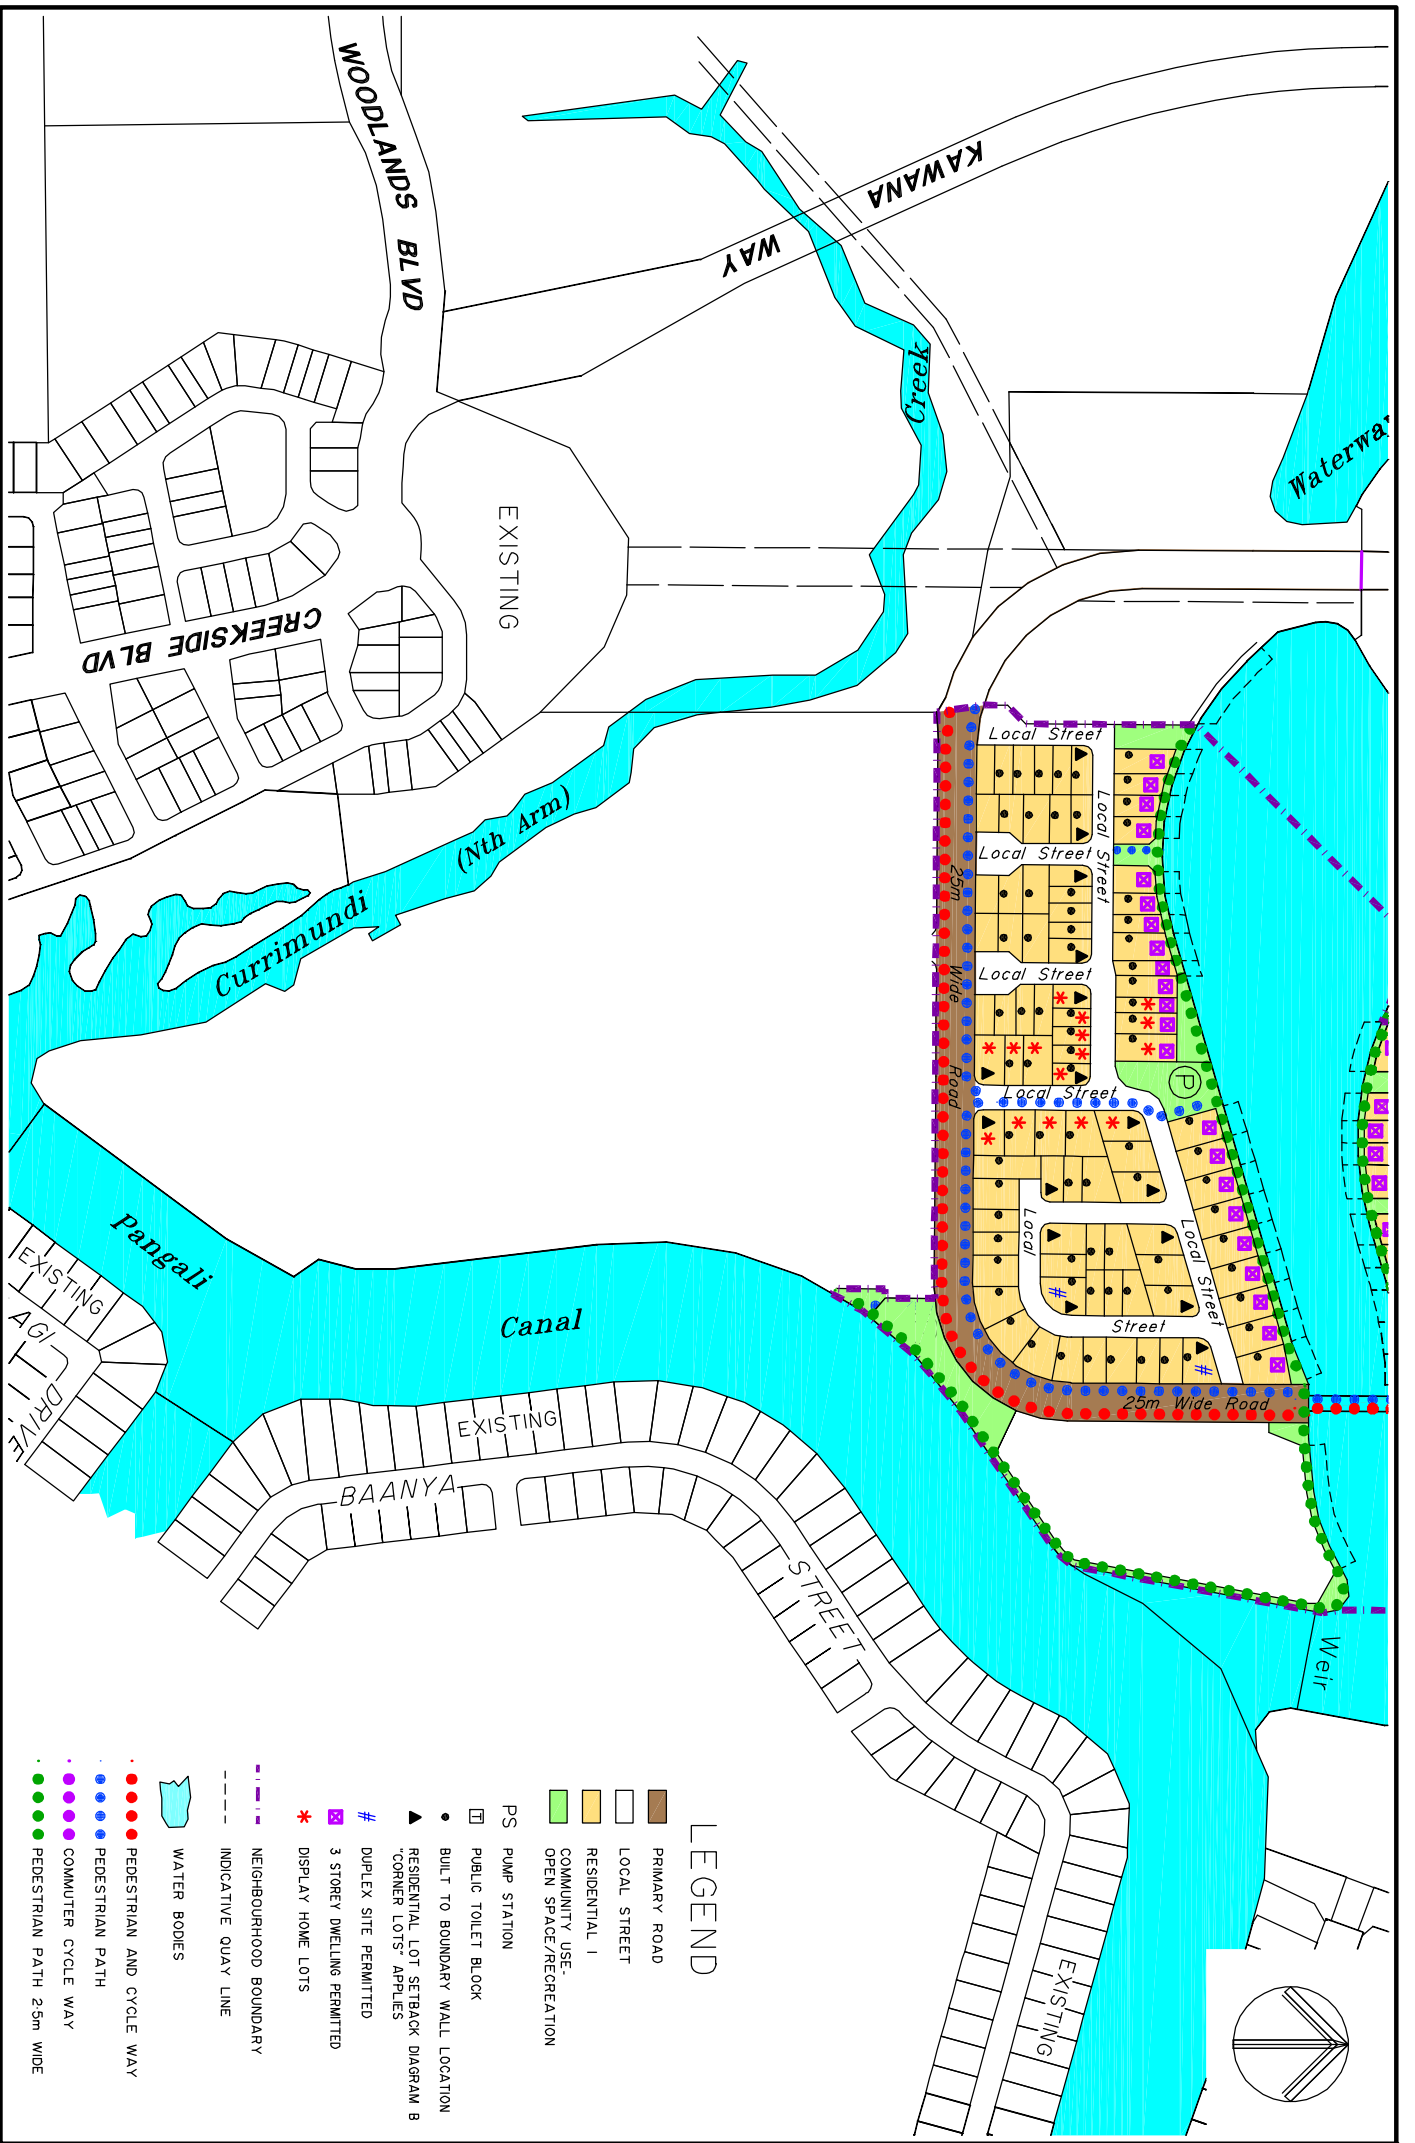 WOODLANDS BLVD
KAWANA
WAY
Creek
EXISTING
CREEKSIDE BLVD
(Nth Arm)
Currimundi
Pangali
Canal
EXISTING
DRIVE
EXISTING
BAANYA
STREET
EXISTING
Weir
Local Street
Local Street
Local Street
Local Street
Local Street
Local
Street
Local Street
25m Wide Road
25m Wide Road
P
LEGEND
PRIMARY ROAD
LOCAL STREET
RESIDENTIAL 1
COMMUNITY USE-
OPEN SPACE/RECREATION
PS PUMP STATION
T PUBLIC TOILET BLOCK
BUILT TO BOUNDARY WALL LOCATION
RESIDENTIAL LOT SETBACK DIAGRAM B
"CORNER LOTS" APPLIES
# DUPLEX SITE PERMITTED
3 STOREY DWELLING PERMITTED
* DISPLAY HOME LOTS
NEIGHBOURHOOD BOUNDARY
INDICATIVE QUAY LINE
WATER BODIES
PEDESTRIAN AND CYCLE WAY
PEDESTRIAN PATH
COMMUTER CYCLE WAY
PEDESTRIAN PATH 2·5m WIDE